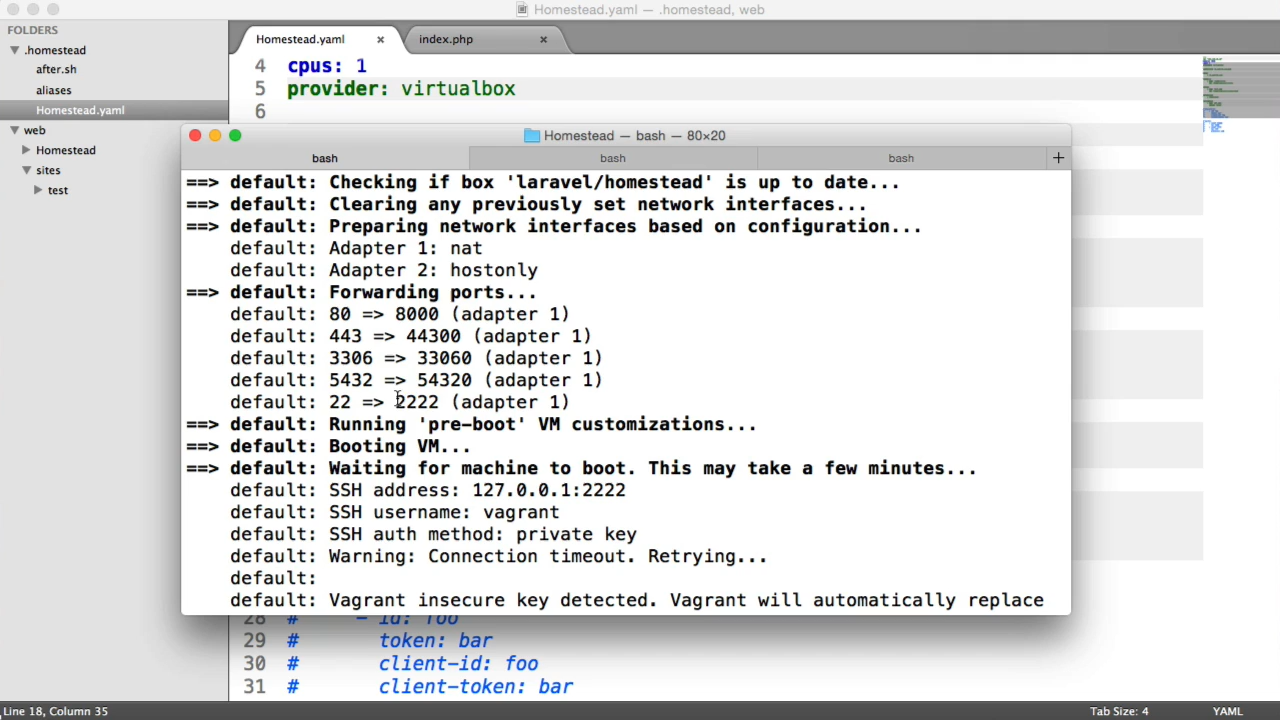 Homestead.yaml — .homestead, web
FOLDERS
.homestead
after.sh
aliases
Homestead.yaml
web
Homestead
sites
test
Homestead.yaml
index.php
4 cpus: 1
5 provider: virtualbox
6
Homestead — bash — 80×20
bash bash bash
==> default: Checking if box 'laravel/homestead' is up to date...
==> default: Clearing any previously set network interfaces...
==> default: Preparing network interfaces based on configuration...
default: Adapter 1: nat
default: Adapter 2: hostonly
==> default: Forwarding ports...
default: 80 => 8000 (adapter 1)
default: 443 => 44300 (adapter 1)
default: 3306 => 33060 (adapter 1)
default: 5432 => 54320 (adapter 1)
default: 22 => 2222 (adapter 1)
==> default: Running 'pre-boot' VM customizations...
==> default: Booting VM...
==> default: Waiting for machine to boot. This may take a few minutes...
default: SSH address: 127.0.0.1:2222
default: SSH username: vagrant
default: SSH auth method: private key
default: Warning: Connection timeout. Retrying...
default:
default: Vagrant insecure key detected. Vagrant will automatically replace
28 # - id: foo
29 # token: bar
30 # client-id: foo
31 # client-token: bar
Line 18, Column 35
Tab Size: 4
YAML